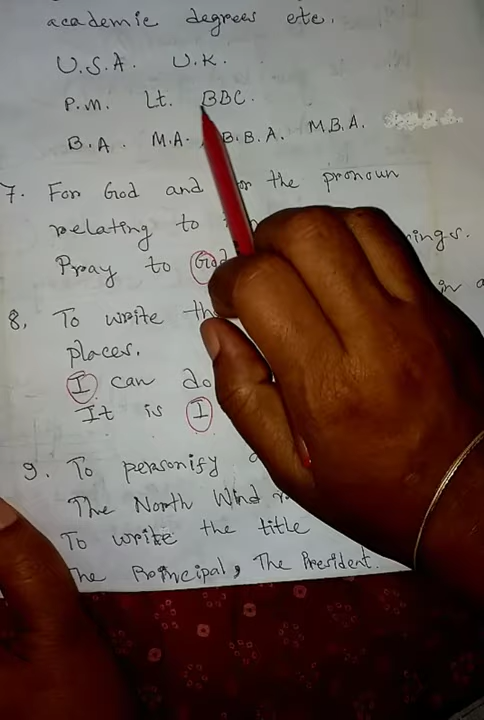 academic degrees etc.
U.S.A. U.K.
P.M. Lt. BBC.
B.A. M.A. B.B.A. M.B.A.
7. For God and the pronoun
relating to
Pray to God
8. To write
places.
I can do
It is I
9. To personify
The North Wind
To write the title
The Principal, The President.